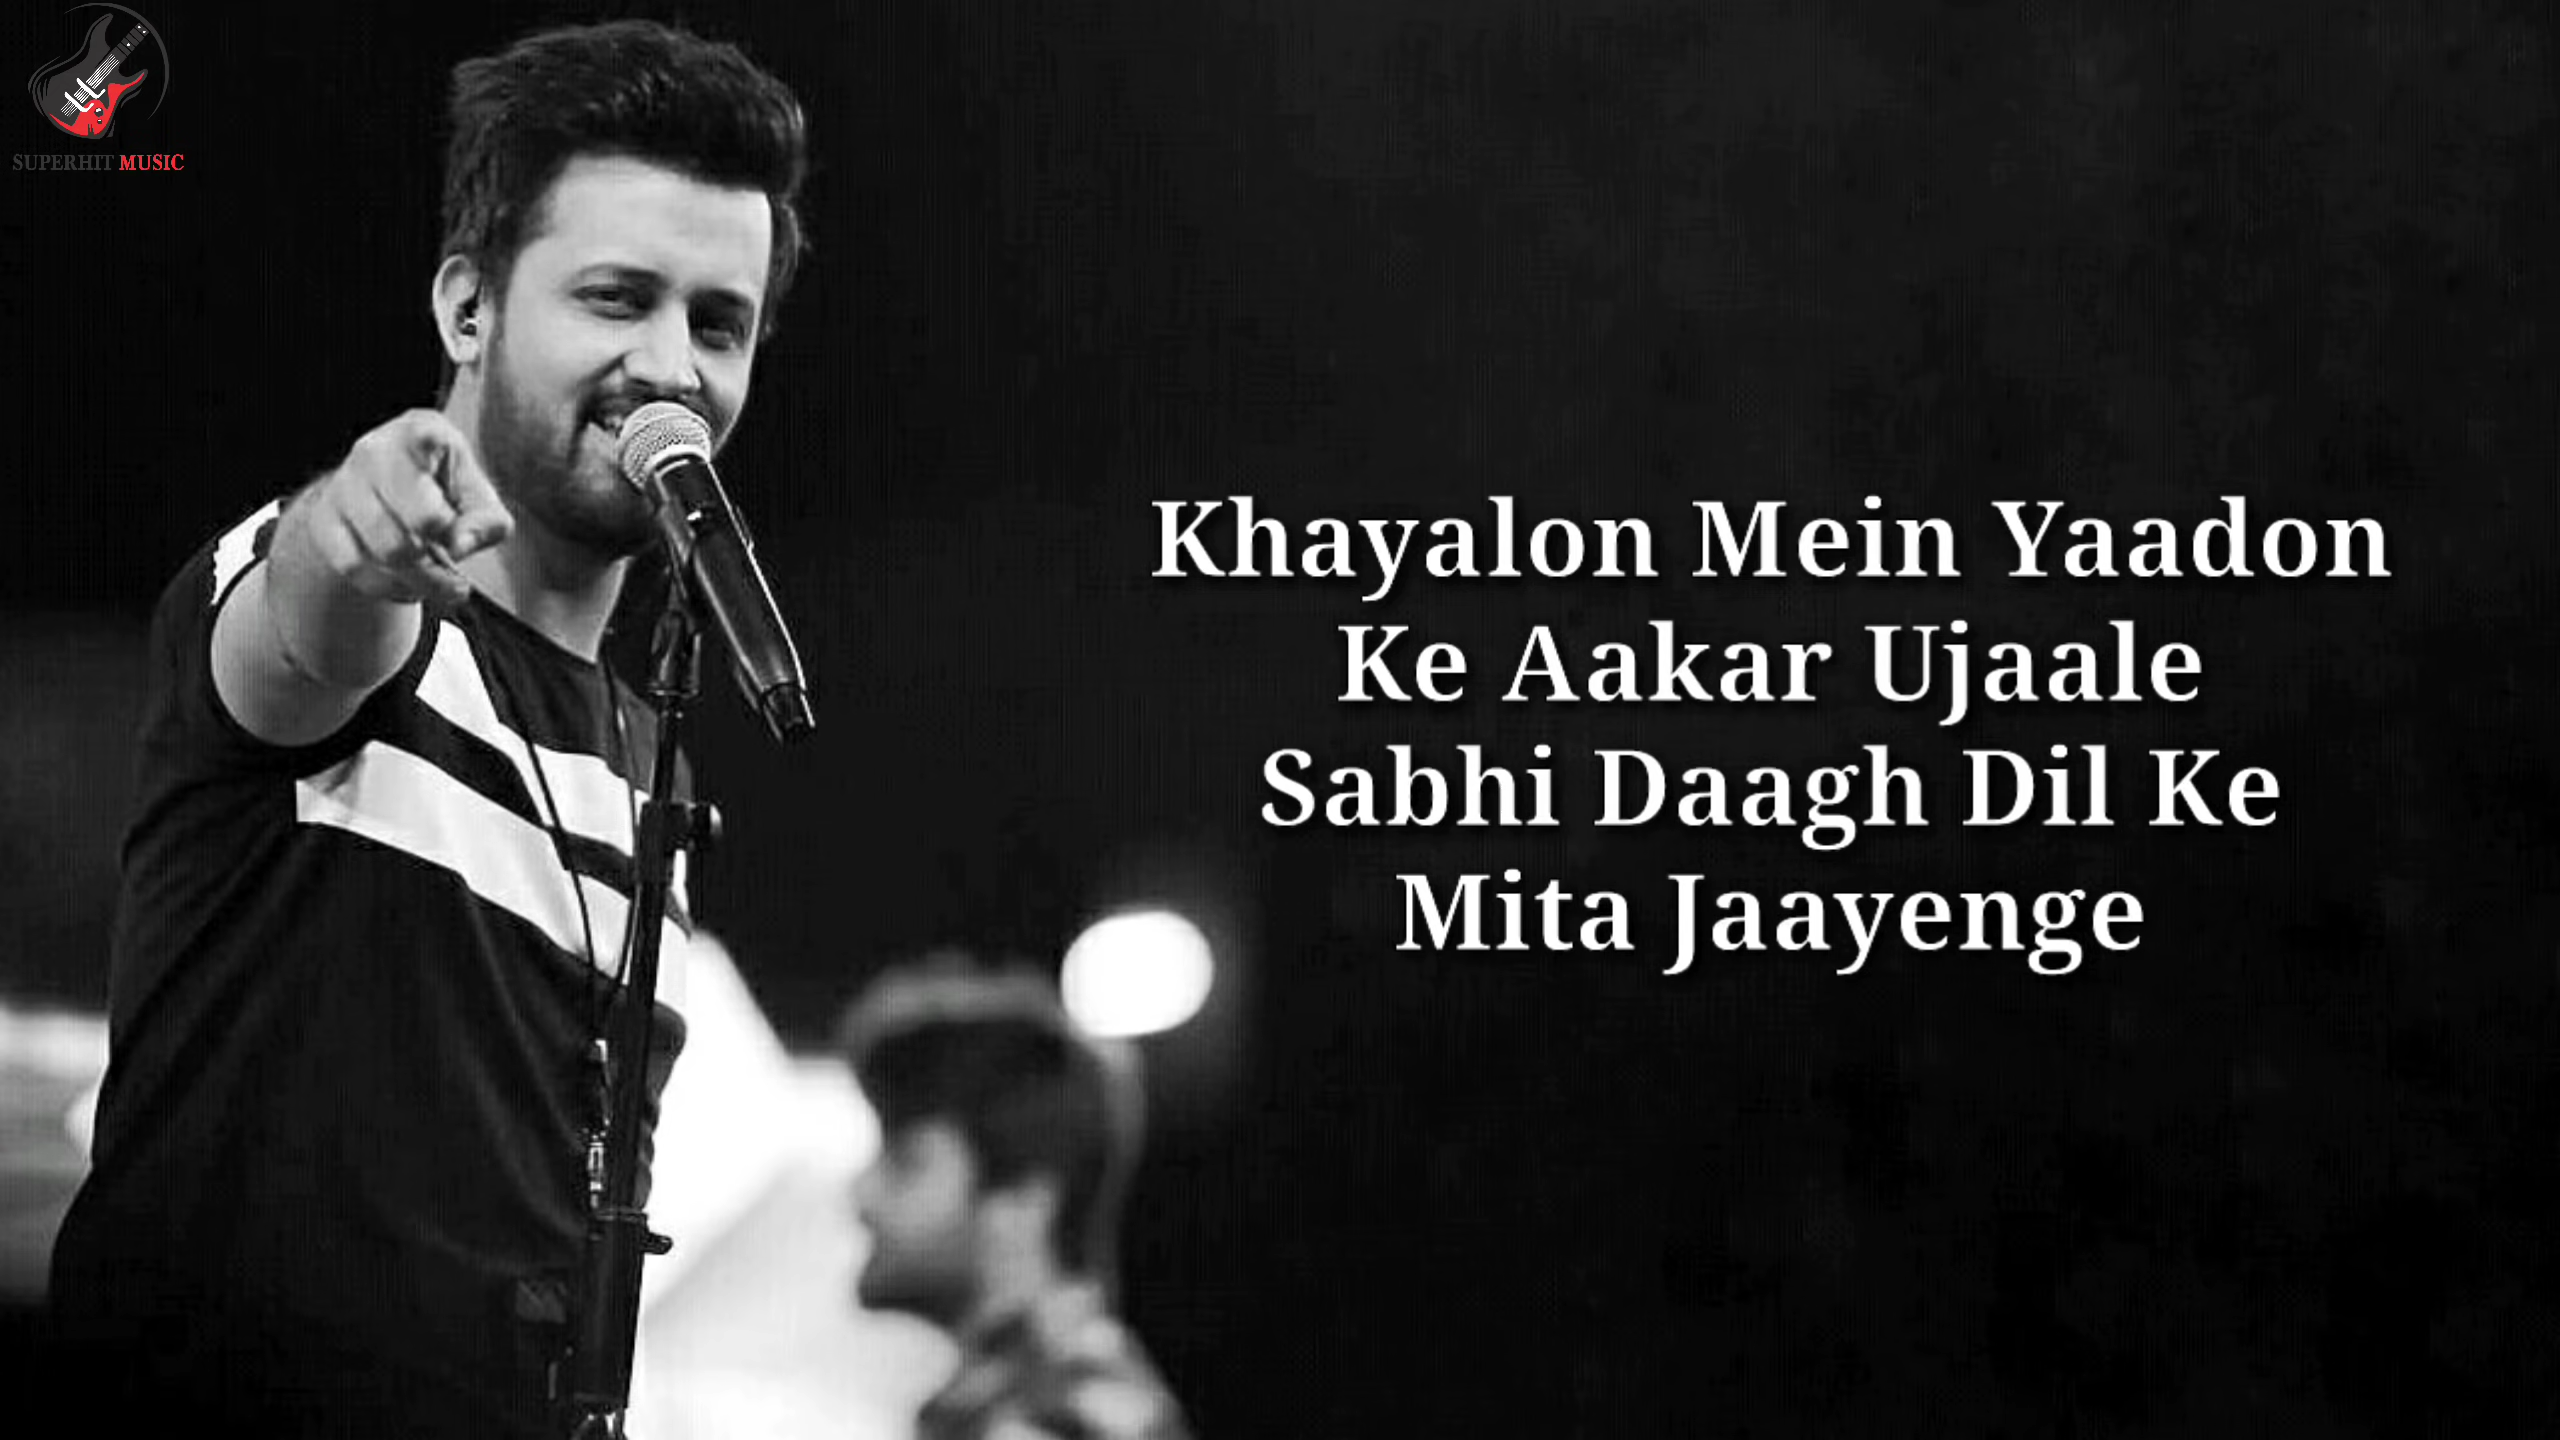 SUPERHIT MUSIC
Khayalon Mein Yaadon
Ke Aakar Ujaale
Sabhi Daagh Dil Ke
Mita Jaayenge